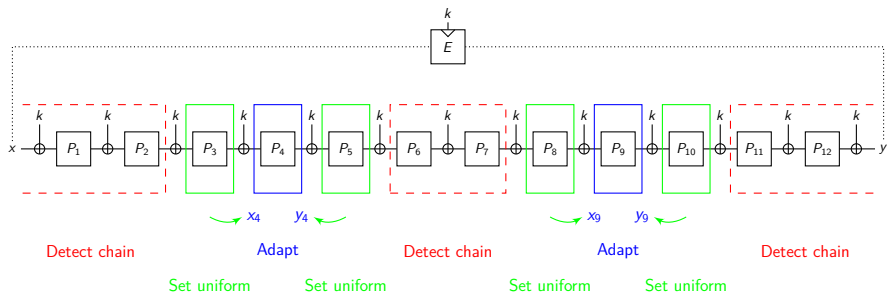 k
E
k k k k k k k k k k k k k
x P₁ P₂ P₃ P₄ P₅ P₆ P₇ P₈ P₉ P₁₀ P₁₁ P₁₂ y
x₄ y₄ x₉ y₉
Detect chain Adapt Detect chain Adapt Detect chain
Set uniform Set uniform Set uniform Set uniform